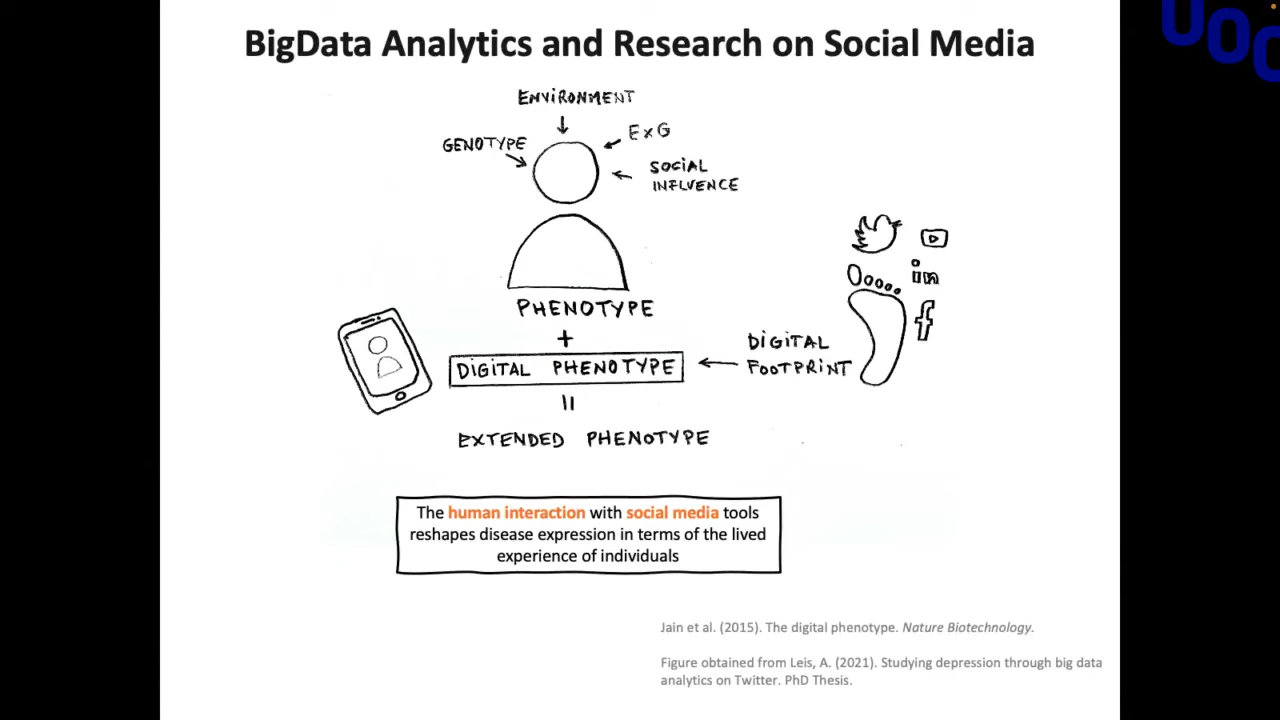 UOC
BigData Analytics and Research on Social Media
ENVIRONMENT
GENOTYPE
ExG
SOCIAL
INFLUENCE
PHENOTYPE
+
DIGITAL PHENOTYPE
DIGITAL
FOOTPRINT
in
f
=
EXTENDED PHENOTYPE
The human interaction with social media tools
reshapes disease expression in terms of the lived
experience of individuals
Jain et al. (2015). The digital phenotype. Nature Biotechnology.
Figure obtained from Leis, A. (2021). Studying depression through big data
analytics on Twitter. PhD Thesis.